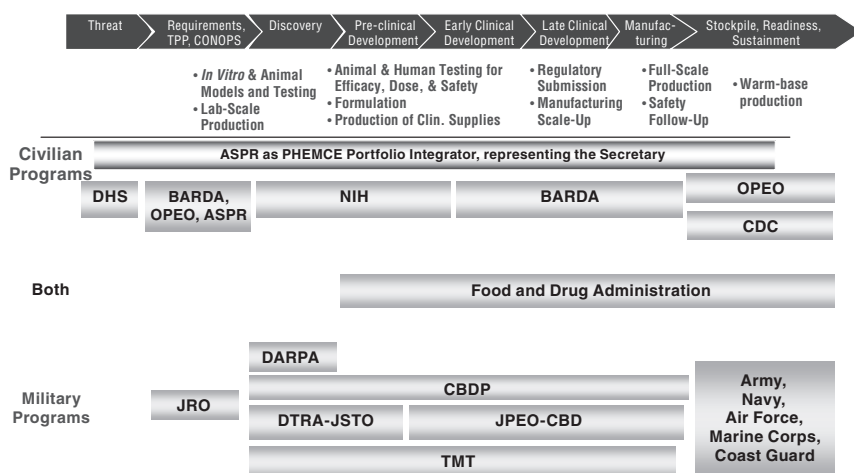 Threat
Requirements,
TPP, CONOPS
Discovery
Pre-clinical
Development
Early Clinical
Development
Late Clinical
Development
Manufac-
turing
Stockpile, Readiness,
Sustainment
• In Vitro & Animal
Models and Testing
• Lab-Scale
Production
• Animal & Human Testing for
Efficacy, Dose, & Safety
• Formulation
• Production of Clin. Supplies
• Regulatory
Submission
• Manufacturing
Scale-Up
• Full-Scale
Production
• Safety
Follow-Up
• Warm-base
production
Civilian
Programs
ASPR as PHEMCE Portfolio Integrator, representing the Secretary
DHS
BARDA,
OPEO, ASPR
NIH
BARDA
OPEO
CDC
Both
Food and Drug Administration
Military
Programs
JRO
DARPA
CBDP
DTRA-JSTO
JPEO-CBD
TMT
Army,
Navy,
Air Force,
Marine Corps,
Coast Guard